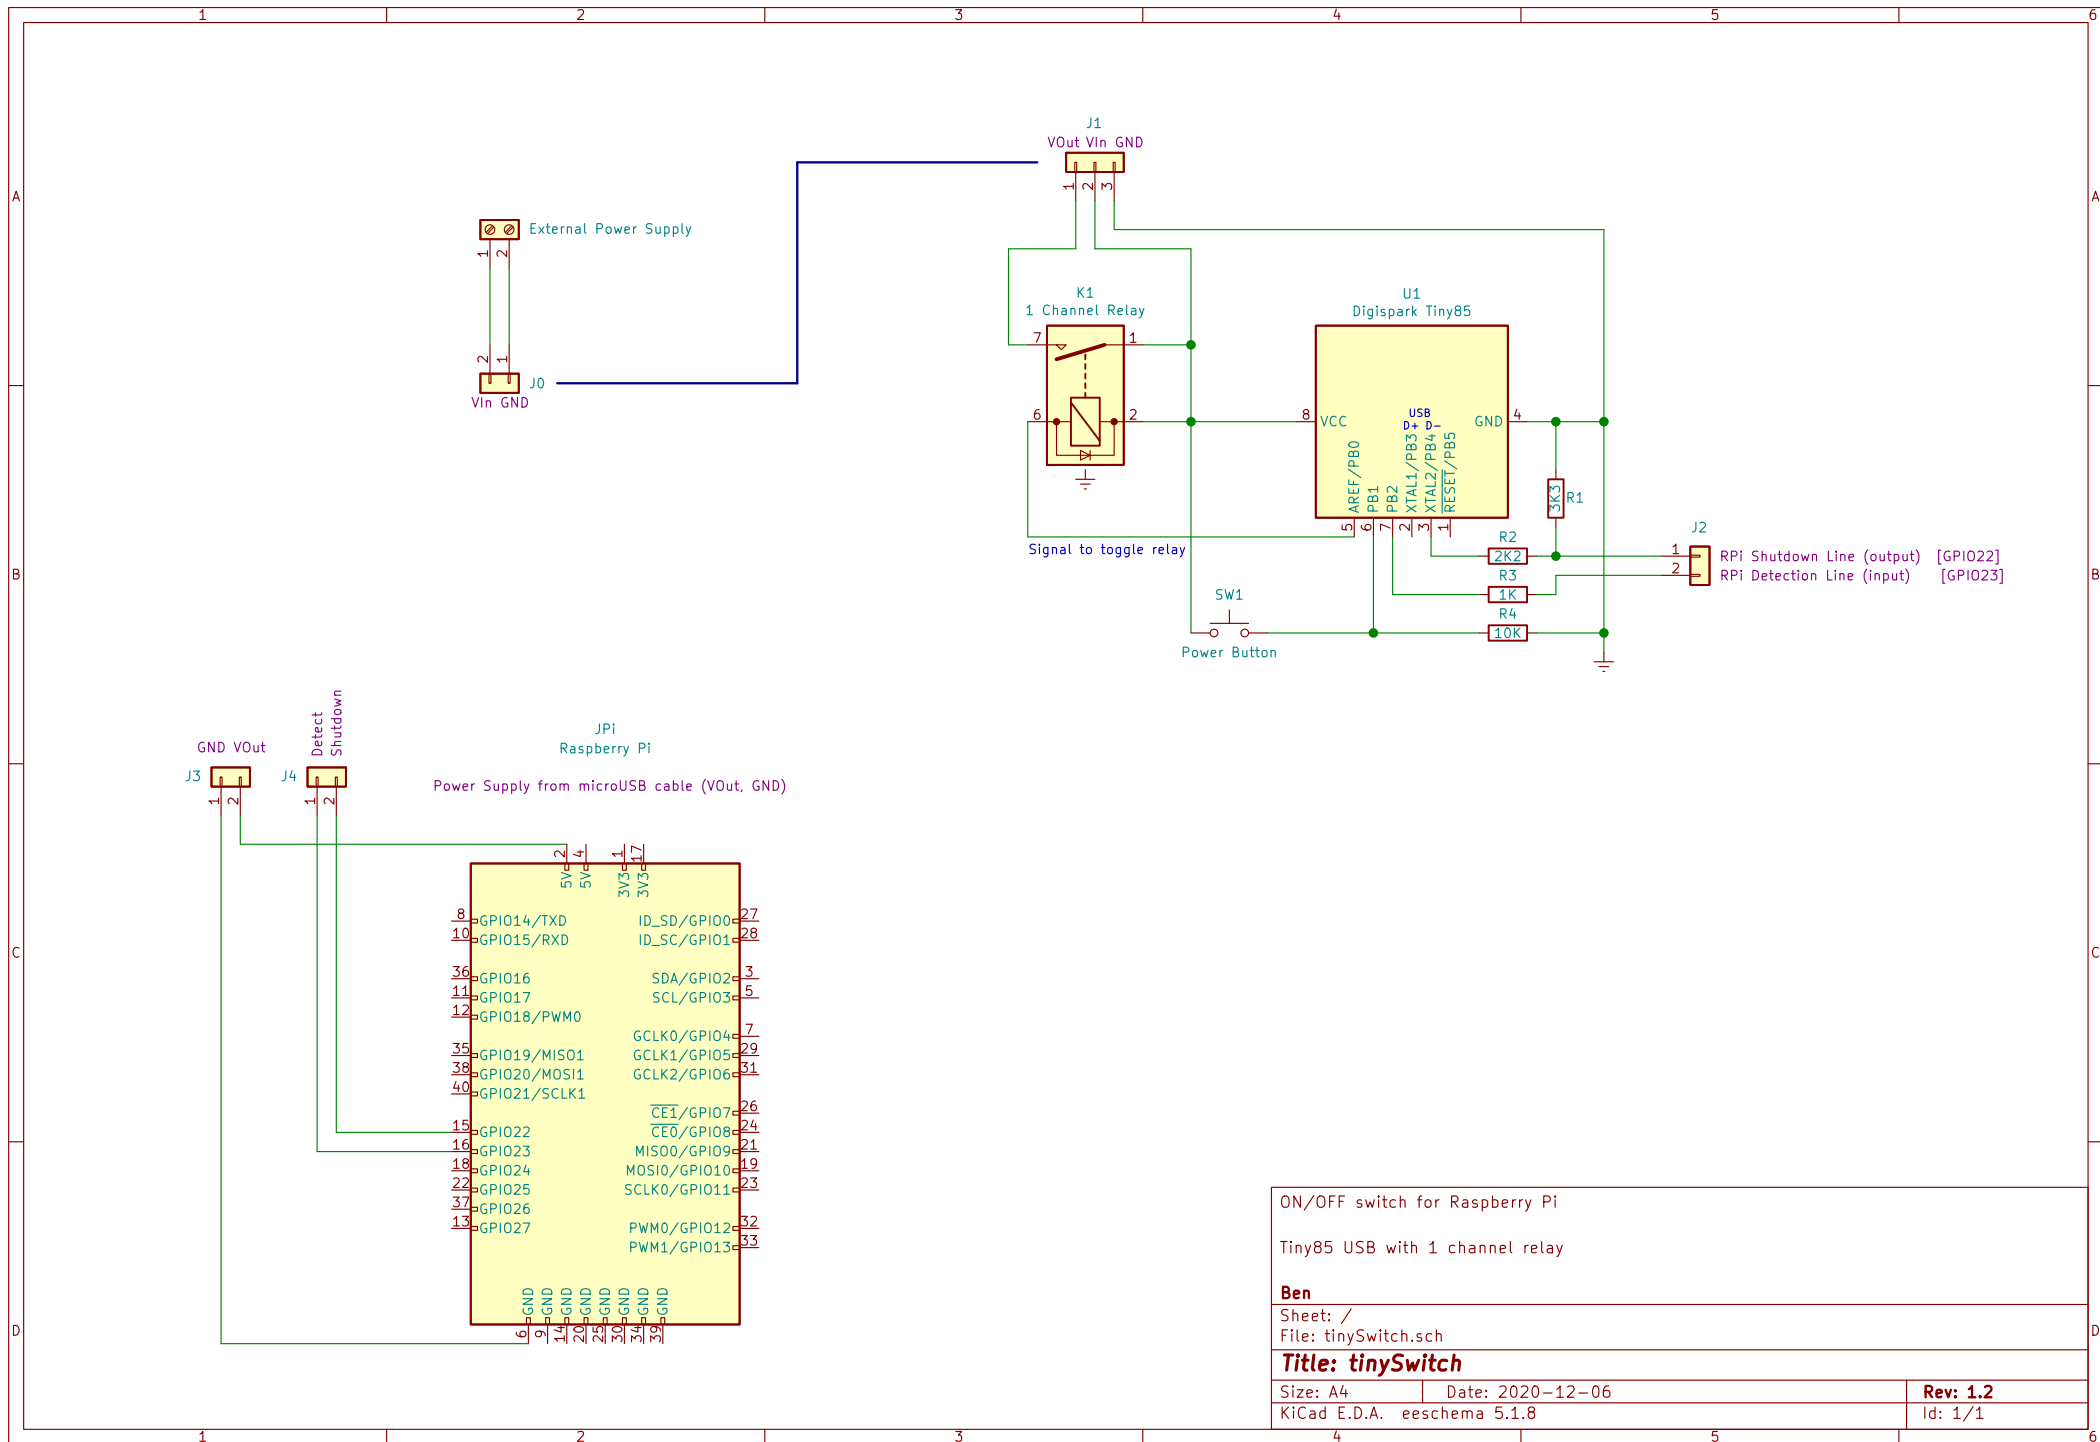 1 2 3 4 5 6
J1
VOut VIn GND
1 2 3
A A
External Power Supply
1 2
K1
1 Channel Relay
U1
Digispark Tiny85
7 1
2 1
J0
VIn GND
6 2
8 VCC
USB
D+ D-
GND 4
AREF/PB0
PB1
PB2
XTAL1/PB3
XTAL2/PB4
RESET/PB5
5 6 7 2 3 1
3K3 R1
J2
Signal to toggle relay
R2
2K2
1 RPi Shutdown Line (output) [GPIO22]
2 RPi Detection Line (input) [GPIO23]
B B
R3
1K
SW1
R4
10K
Power Button
Detect
Shutdown
JPi
Raspberry Pi
GND VOut
J3 J4
Power Supply from microUSB cable (VOut, GND)
1 2 1 2
2 4 1 17
5V 5V 3V3 3V3
8 GPIO14/TXD ID_SD/GPIO0 27
10 GPIO15/RXD ID_SC/GPIO1 28
C C
36 GPIO16 SDA/GPIO2 3
11 GPIO17 SCL/GPIO3 5
12 GPIO18/PWM0
GCLK0/GPIO4 7
35 GPIO19/MISO1 GCLK1/GPIO5 29
38 GPIO20/MOSI1 GCLK2/GPIO6 31
40 GPIO21/SCLK1
CE1/GPIO7 26
15 GPIO22 CE0/GPIO8 24
16 GPIO23 MISO0/GPIO9 21
18 GPIO24 MOSI0/GPIO10 19
22 GPIO25 SCLK0/GPIO11 23
37 GPIO26
13 GPIO27 PWM0/GPIO12 32
PWM1/GPIO13 33
GND GND GND GND GND GND GND GND
6 9 14 20 25 30 34 39
D D
ON/OFF switch for Raspberry Pi
Tiny85 USB with 1 channel relay
Ben
Sheet: /
File: tinySwitch.sch
Title: tinySwitch
Size: A4 Date: 2020-12-06 Rev: 1.2
KiCad E.D.A. eeschema 5.1.8 Id: 1/1
1 2 3 4 5 6